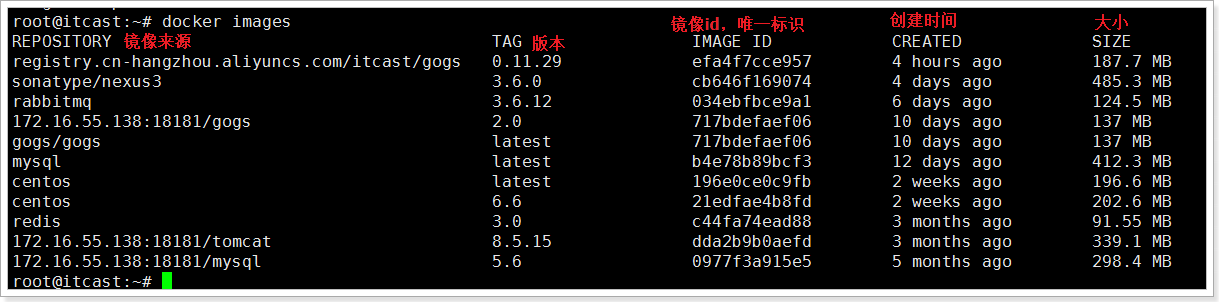 root@itcast:~# docker images
REPOSITORY 镜像来源 TAG 版本 镜像id，唯一标识 IMAGE ID 创建时间 CREATED 大小 SIZE
registry.cn-hangzhou.aliyuncs.com/itcast/gogs 0.11.29 efa4f7cce957 4 hours ago 187.7 MB
sonatype/nexus3 3.6.0 cb646f169074 4 days ago 485.3 MB
rabbitmq 3.6.12 034ebfbce9a1 6 days ago 124.5 MB
172.16.55.138:18181/gogs 2.0 717bdefaef06 10 days ago 137 MB
gogs/gogs latest 717bdefaef06 10 days ago 137 MB
mysql latest b4e78b89bcf3 12 days ago 412.3 MB
centos latest 196e0ce0c9fb 2 weeks ago 196.6 MB
centos 6.6 21edfae4b8fd 2 weeks ago 202.6 MB
redis 3.0 c44fa74ead88 3 months ago 91.55 MB
172.16.55.138:18181/tomcat 8.5.15 dda2b9b0aefd 3 months ago 339.1 MB
172.16.55.138:18181/mysql 5.6 0977f3a915e5 5 months ago 298.4 MB
root@itcast:~#